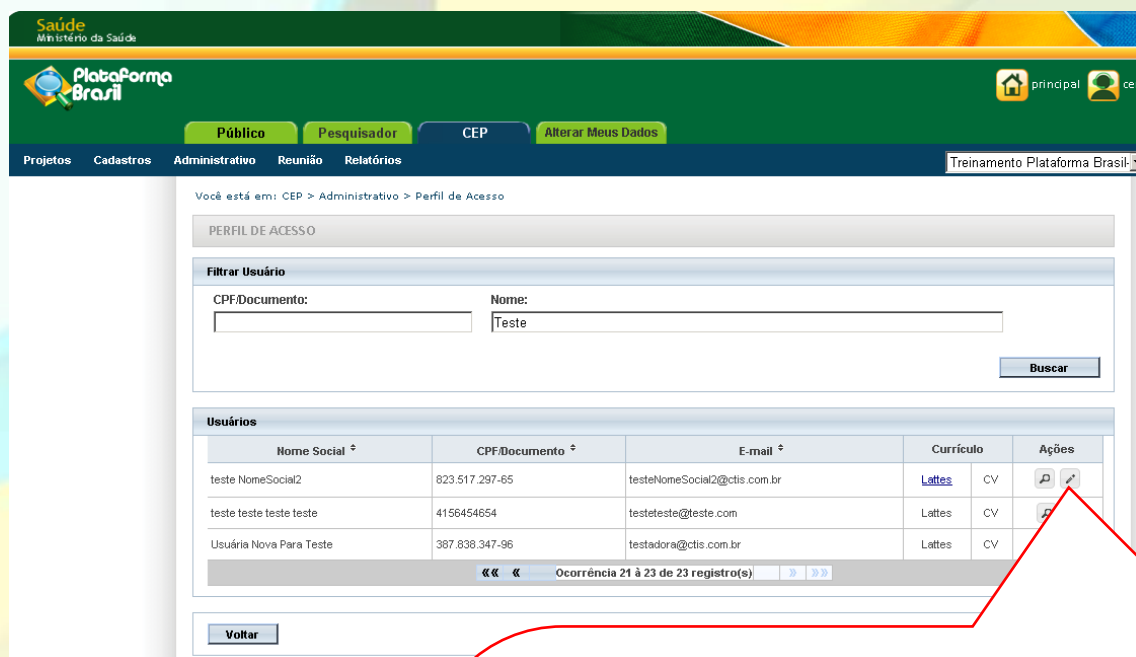 Saúde
Ministério da Saúde
Plataforma
Brasil
principal
Público Pesquisador CEP Alterar Meus Dados
Projetos Cadastros Administrativo Reunião Relatórios
Treinamento Plataforma Brasil-
Você está em: CEP > Administrativo > Perfil de Acesso
PERFIL DE ACESSO
Filtrar Usuário
CPF/Documento: Nome:
Teste
Buscar
Usuários
Nome Social CPF/Documento E-mail Currículo Ações
teste NomeSocial2 823.517.297-65 testeNomeSocial2@ctis.com.br Lattes CV
teste teste teste teste 4156454654 testeteste@teste.com Lattes CV
Usuária Nova Para Teste 387.838.347-96 testadora@ctis.com.br Lattes CV
Ocorrência 21 à 23 de 23 registro(s)
Voltar